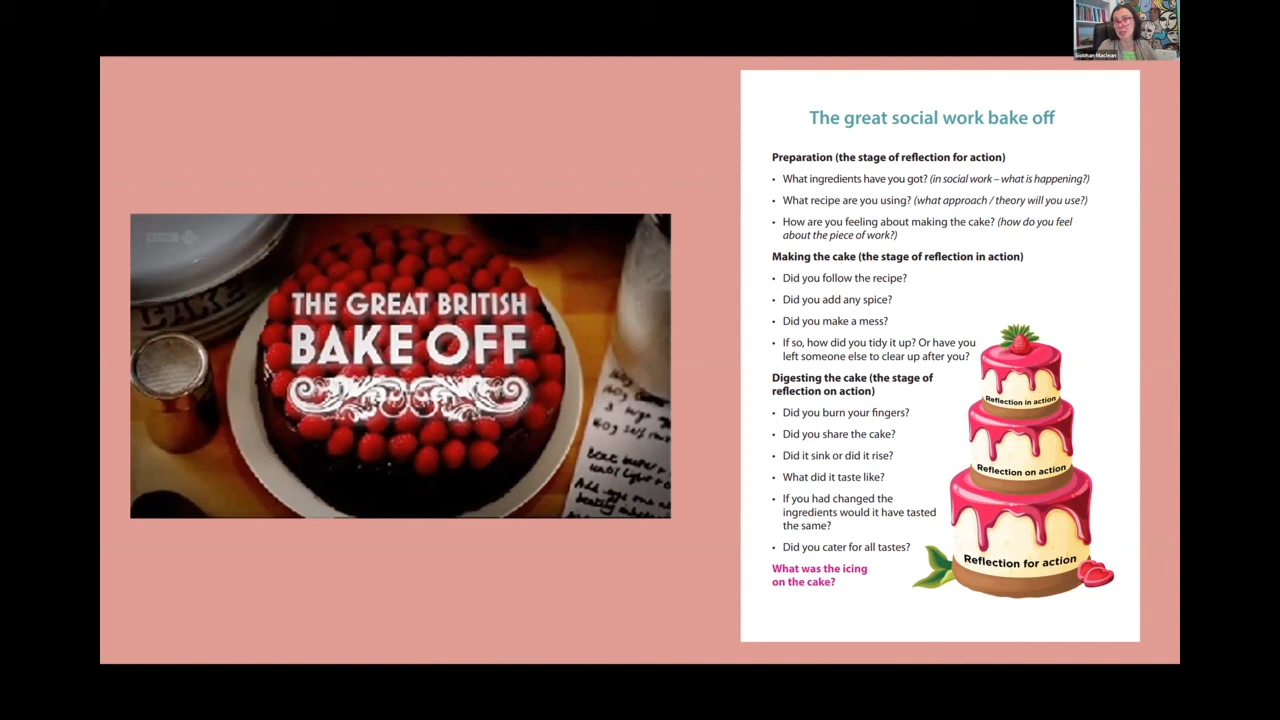 Siobhan Maclean
CAKE
THE GREAT BRITISH
BAKE OFF
The great social work bake off
Preparation (the stage of reflection for action)
• What ingredients have you got? (in social work – what is happening?)
• What recipe are you using? (what approach / theory will you use?)
• How are you feeling about making the cake? (how do you feel
about the piece of work?)
Making the cake (the stage of reflection in action)
• Did you follow the recipe?
• Did you add any spice?
• Did you make a mess?
• If so, how did you tidy it up? Or have you
left someone else to clear up after you?
Digesting the cake (the stage of
reflection on action)
• Did you burn your fingers?
• Did you share the cake?
• Did it sink or did it rise?
• What did it taste like?
• If you had changed the
ingredients would it have tasted
the same?
• Did you cater for all tastes?
What was the icing
on the cake?
Reflection in action
Reflection on action
Reflection for action